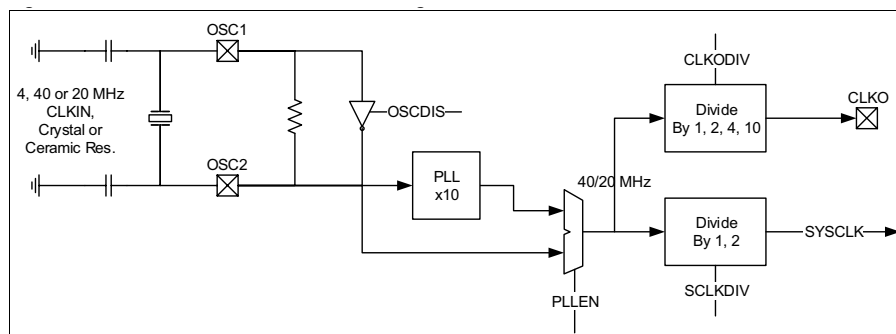 OSC1
4, 40 or 20 MHz
CLKIN,
Crystal or
Ceramic Res.
OSCDIS
OSC2
PLL
x10
40/20 MHz
PLLEN
CLKODIV
Divide
By 1, 2, 4, 10
CLKO
Divide
By 1, 2
SYSCLK
SCLKDIV